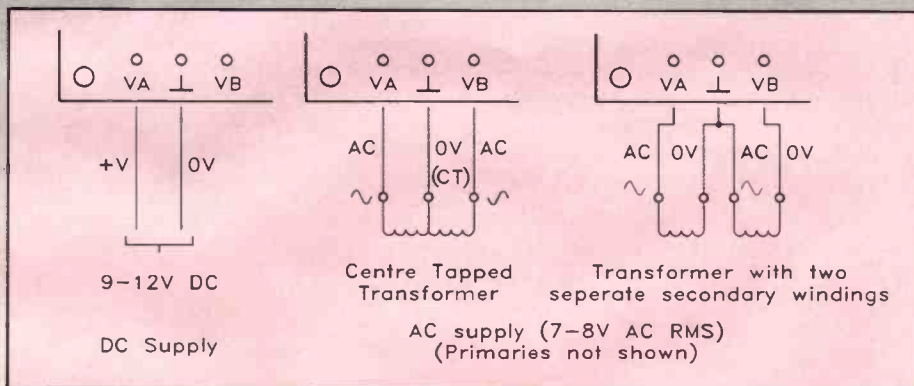 VA ⊥ VB
+V 0V
9-12V DC
DC Supply
VA ⊥ VB
AC 0V AC
(CT)
Centre Tapped
Transformer
VA ⊥ VB
AC 0V AC 0V
Transformer with two
seperate secondary windings
AC supply (7-8V AC RMS)
(Primaries not shown)